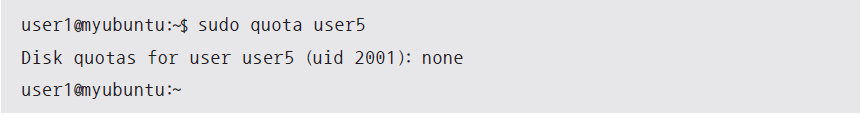 user1@myubuntu:~$ sudo quota user5
Disk quotas for user user5 (uid 2001): none
user1@myubuntu:~